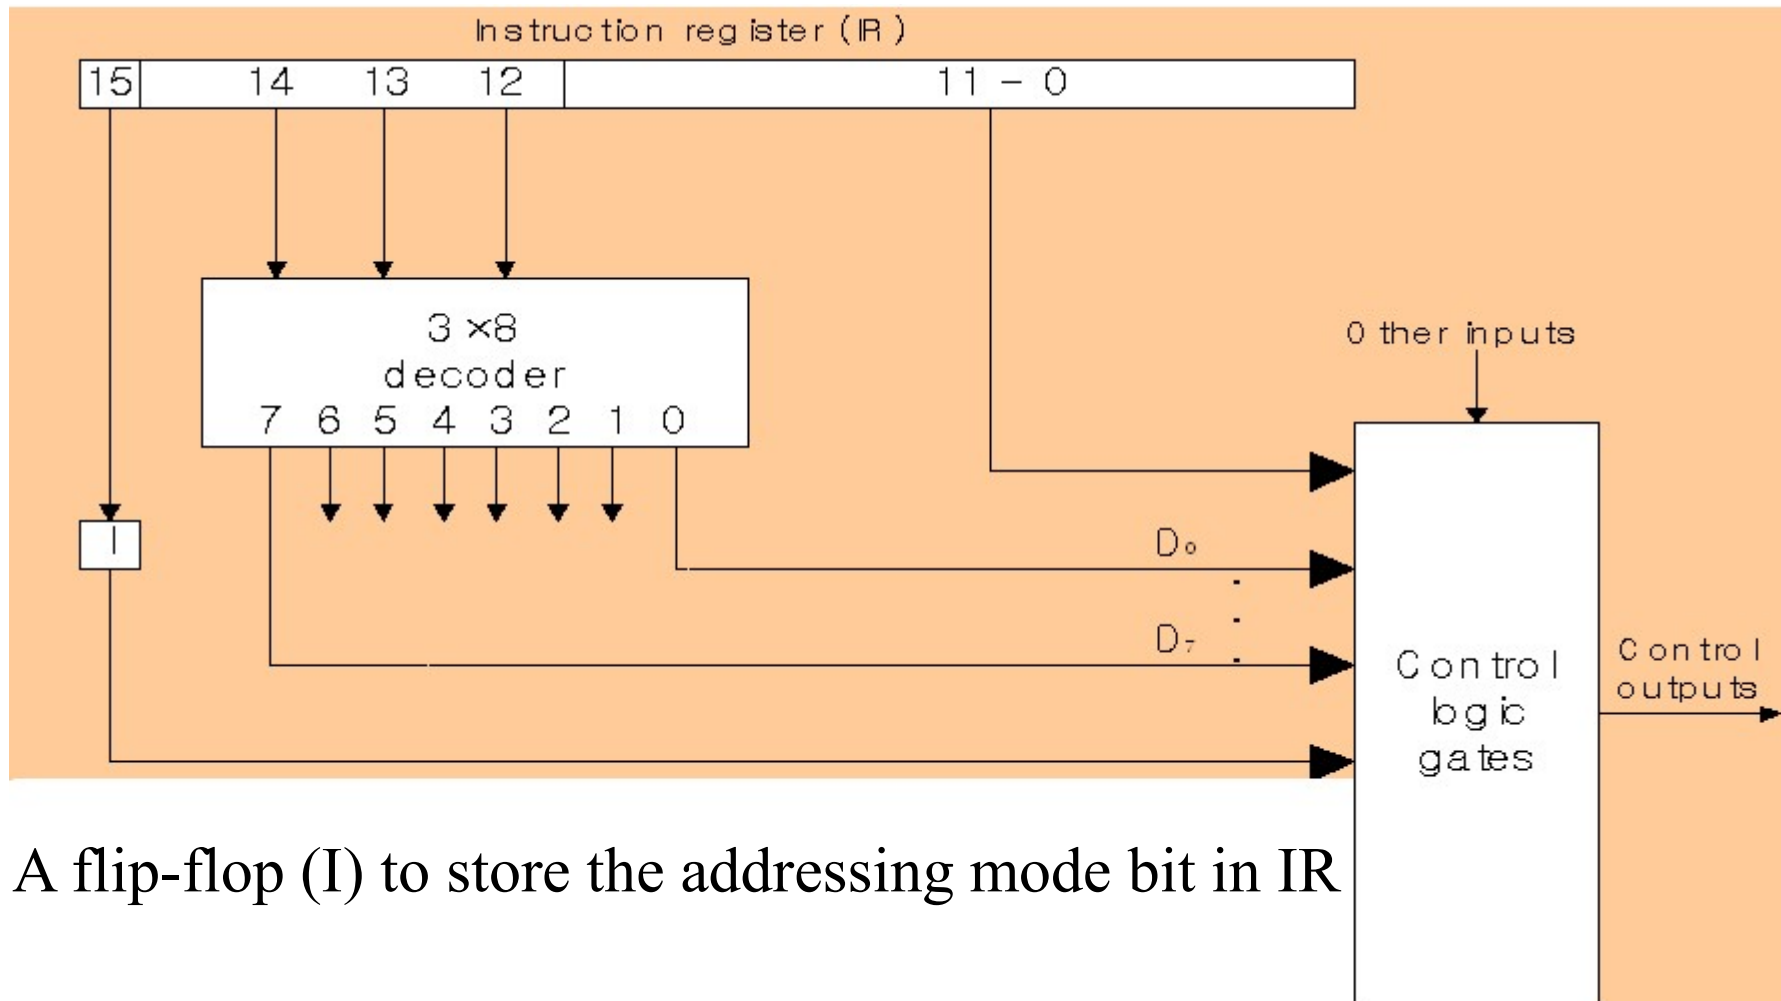 Instruction register (IR)
15 14 13 12 11 - 0
3 ×8
decoder
7 6 5 4 3 2 1 0
Other inputs
I
D0
D7
Control
logic
gates
Control
outputs
A flip-flop (I) to store the addressing mode bit in IR